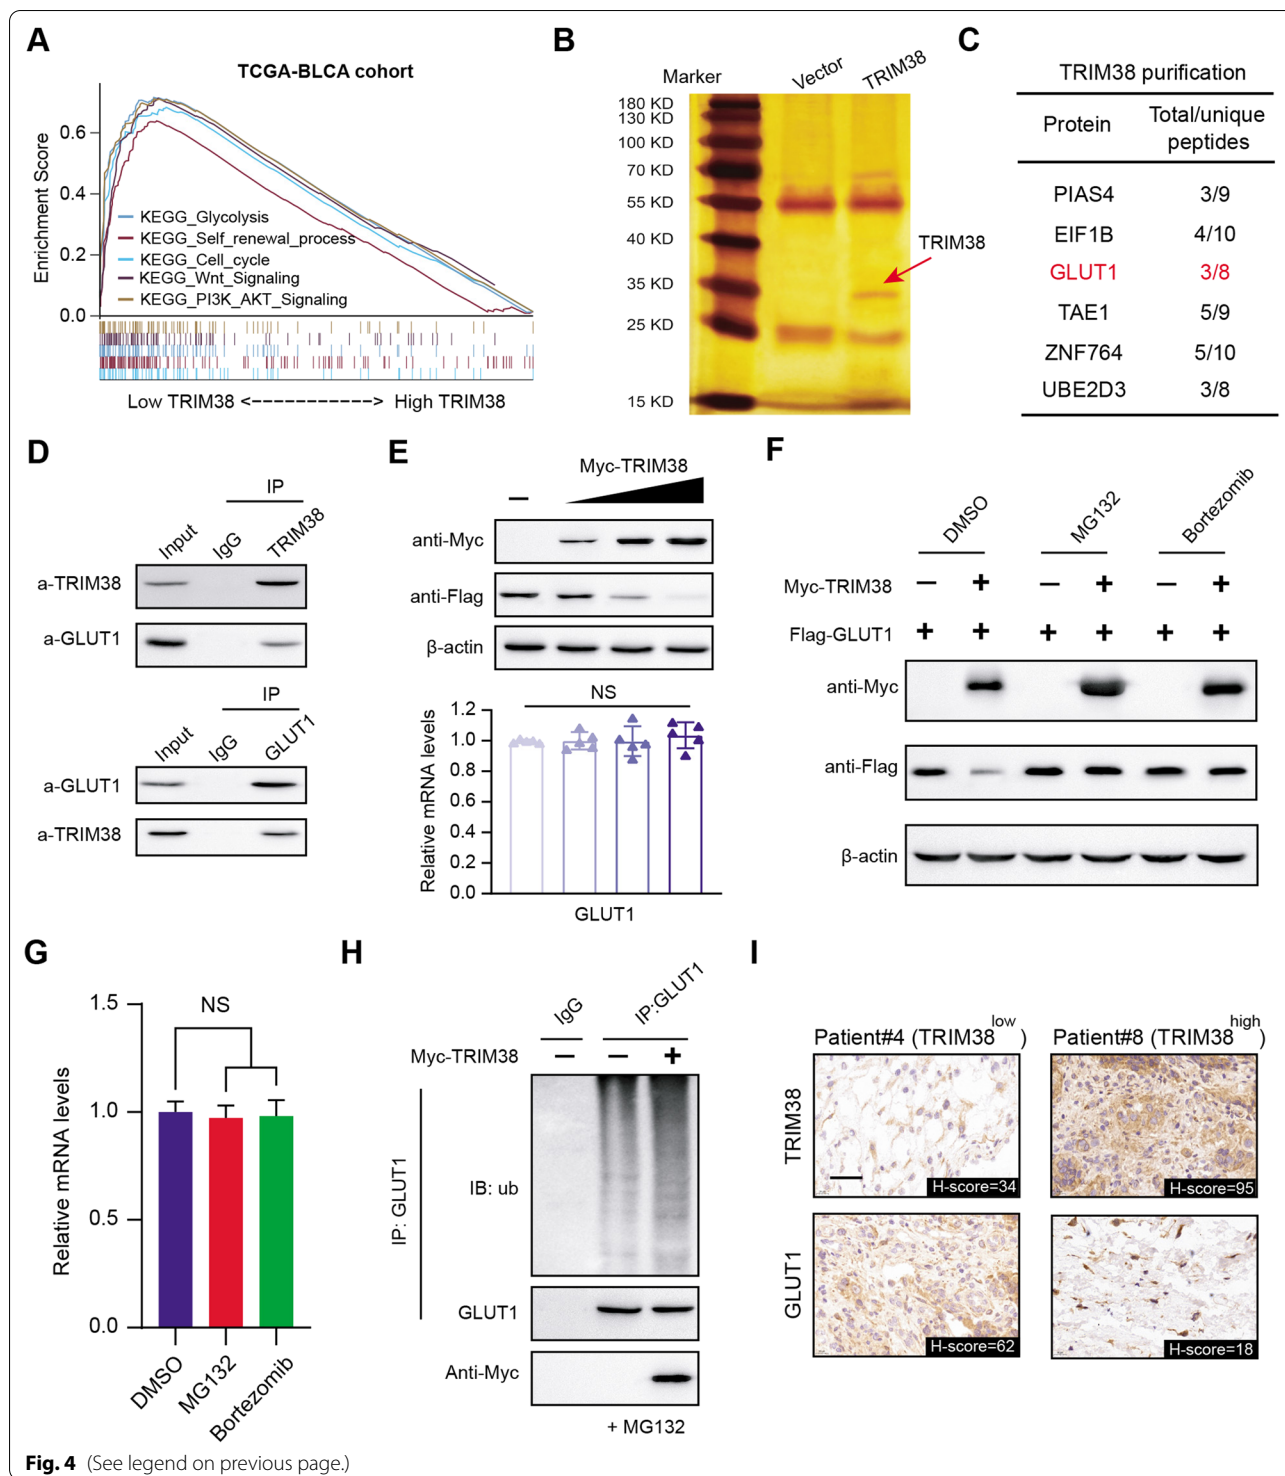 A
TCGA-BLCA cohort
Enrichment Score
0.6
0.4
0.2
0.0
KEGG_Glycolysis
KEGG_Self_renewal_process
KEGG_Cell_cycle
KEGG_Wnt_Signaling
KEGG_PI3K_AKT_Signaling
Low TRIM38 <------------> High TRIM38
B
Marker Vector TRIM38
180 KD
130 KD
100 KD
70 KD
55 KD
40 KD
35 KD
25 KD
15 KD
TRIM38
C
TRIM38 purification
Protein Total/unique
peptides
PIAS4 3/9
EIF1B 4/10
GLUT1 3/8
TAE1 5/9
ZNF764 5/10
UBE2D3 3/8
D
IP
Input IgG TRIM38
a-TRIM38
a-GLUT1
IP
Input IgG GLUT1
a-GLUT1
a-TRIM38
E
Myc-TRIM38
−
anti-Myc
anti-Flag
β-actin
NS
Relative mRNA levels
1.2
1.0
0.8
0.6
0.4
0.2
0.0
GLUT1
F
DMSO MG132 Bortezomib
Myc-TRIM38 − + − + − +
Flag-GLUT1 + + + + + +
anti-Myc
anti-Flag
β-actin
G
Relative mRNA levels
1.5
1.0
0.5
0.0
NS
DMSO MG132 Bortezomib
H
IgG IP:GLUT1
Myc-TRIM38 − − +
IP: GLUT1
IB: ub
GLUT1
Anti-Myc
+ MG132
I
Patient#4 (TRIM38low) Patient#8 (TRIM38high)
TRIM38
H-score=34 H-score=95
GLUT1
H-score=62 H-score=18
Fig. 4 (See legend on previous page.)